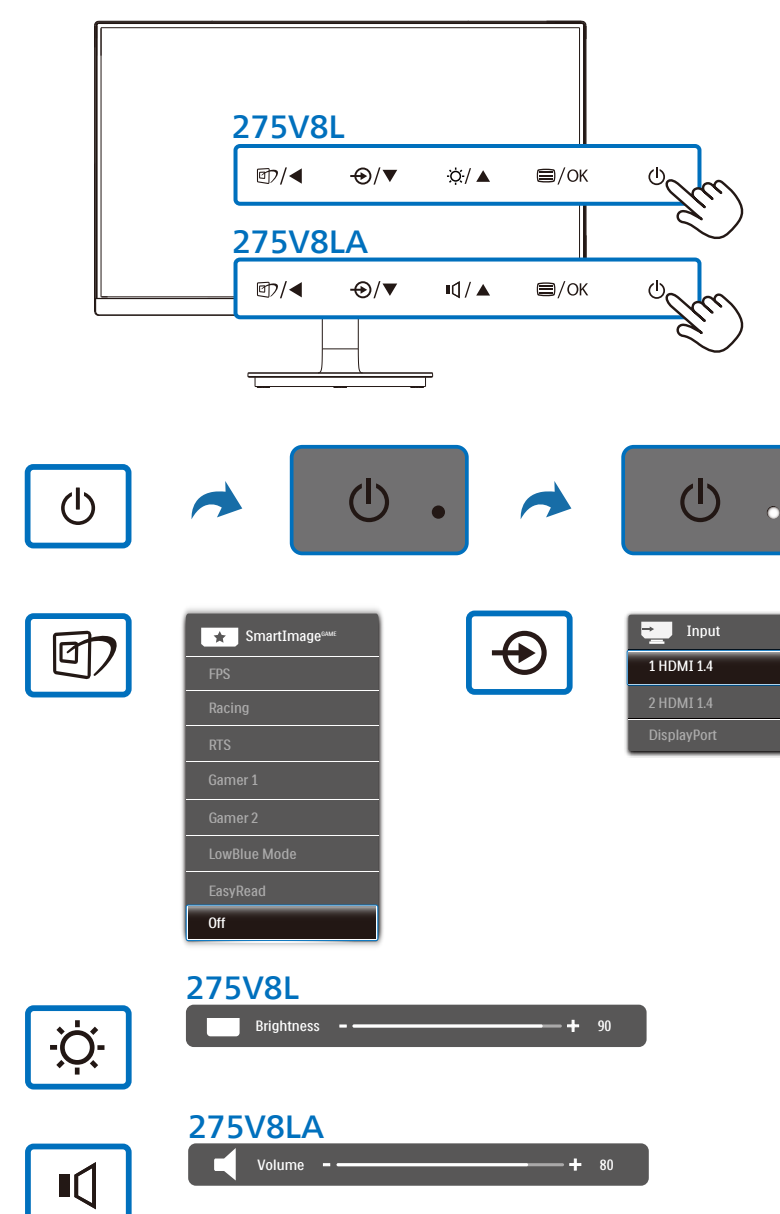 275V8L
/◀ /▼ / ▲ /OK
275V8LA
/◀ /▼ / ▲ /OK
SmartImageGAME
FPS
Racing
RTS
Gamer 1
Gamer 2
LowBlue Mode
EasyRead
Off
Input
1 HDMI 1.4
2 HDMI 1.4
DisplayPort
275V8L
Brightness - + 90
275V8LA
Volume - + 80